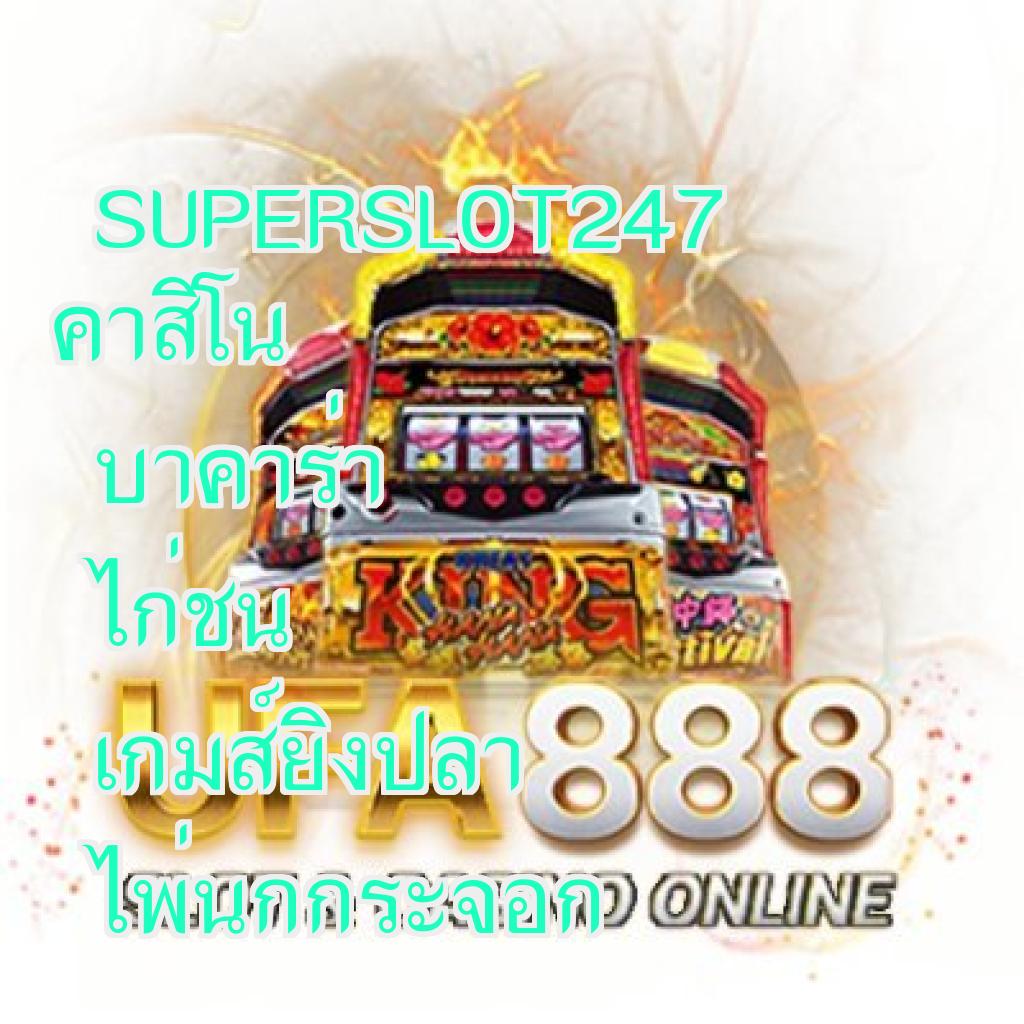 SUPERSLOT247
คาสิโน
บาคาร่า
ไก่ชน
GREAT
KING
tival
UFA888
เกมส์ยิงปลา
ไพ่นกกระจอก
ONLINE